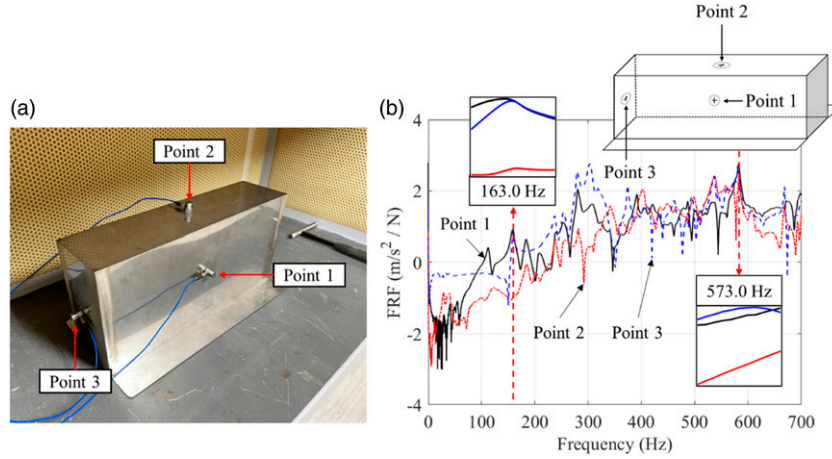 (a)
Point 2
Point 1
Point 3
(b)
Point 2
Point 1
Point 3
163.0 Hz
Point 1
Point 2
Point 3
573.0 Hz
FRF (m/s² / N)
4
2
0
-2
-4
0 100 200 300 400 500 600 700
Frequency (Hz)